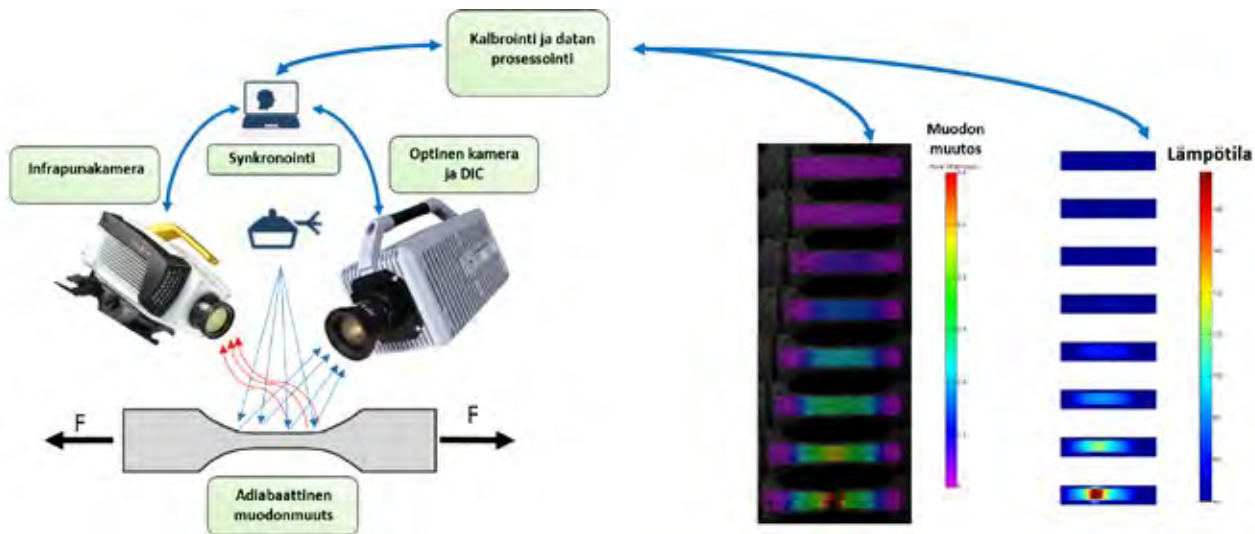 Kalbrointi ja datan
prosessointi
Infrapunakamera
Synkronointi
Optinen kamera
ja DIC
Muodon
muutos
Lämpötila
F
F
Adiabaattinen
muodonmuuts